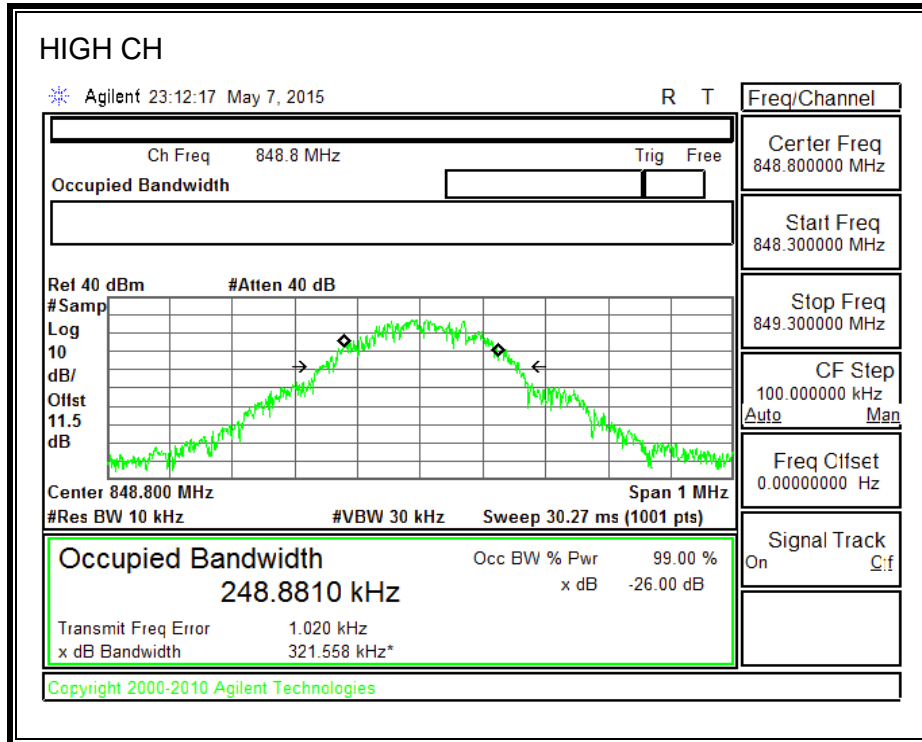 HIGH CH
Agilent 23:12:17 May 7, 2015 R T
Freq/Channel
Ch Freq 848.8 MHz Trig Free
Occupied Bandwidth
Center Freq
848.800000 MHz
Start Freq
848.300000 MHz
Stop Freq
849.300000 MHz
CF Step
100.000000 kHz
Auto Man
Freq Offset
0.00000000 Hz
Signal Track
On Off
Ref 40 dBm #Atten 40 dB
#Samp
Log
10
dB/
Offst
11.5
dB
Center 848.800 MHz Span 1 MHz
#Res BW 10 kHz #VBW 30 kHz Sweep 30.27 ms (1001 pts)
Occupied Bandwidth
248.8810 kHz
Occ BW % Pwr 99.00 %
x dB -26.00 dB
Transmit Freq Error 1.020 kHz
x dB Bandwidth 321.558 kHz*
Copyright 2000-2010 Agilent Technologies